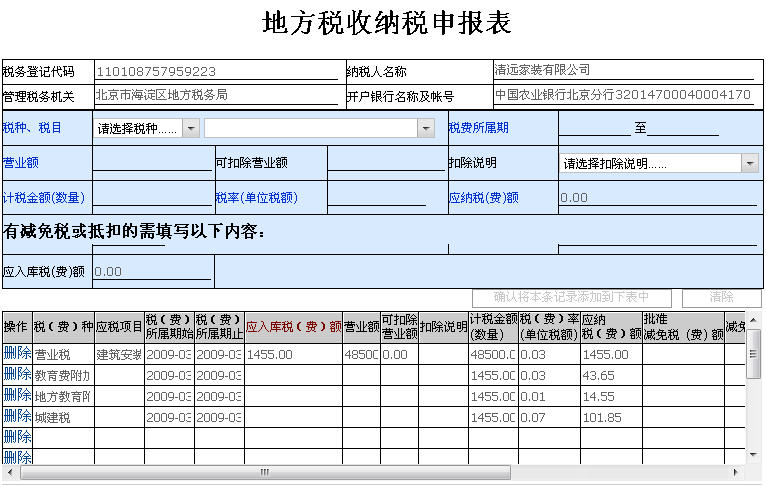 地方税收纳税申报表
税务登记代码 110108757959223 纳税人名称 清远家装有限公司
管理税务机关 北京市海淀区地方税务局 开户银行名称及帐号 中国农业银行北京分行32014700040004170
税种、税目 请选择税种...... 税费所属期 至
营业额 可扣除营业额 扣除说明 请选择扣除说明......
计税金额(数量) 税率(单位税额) 应纳税(费)额 0.00
有减免税或抵扣的需填写以下内容：
应入库税(费)额 0.00
确认将本条记录添加到下表中 清除
操作 税（费）种 应税项目 税（费）所属期始 税（费）所属期止 应入库税（费）额 营业额 可扣除营业额 扣除说明 计税金额(数量) 税（费）率(单位税额) 应纳税（费）额 批准减免税（费)额 减免
删除 营业税 建筑安装 2009-03 2009-03 1455.00 48500 0.00 48500.0 0.03 1455.00
删除 教育费附加 2009-03 2009-03 1455.00 0.03 43.65
删除 地方教育附 2009-03 2009-03 1455.00 0.01 14.55
删除 城建税 2009-03 2009-03 1455.00 0.07 101.85
删除
删除